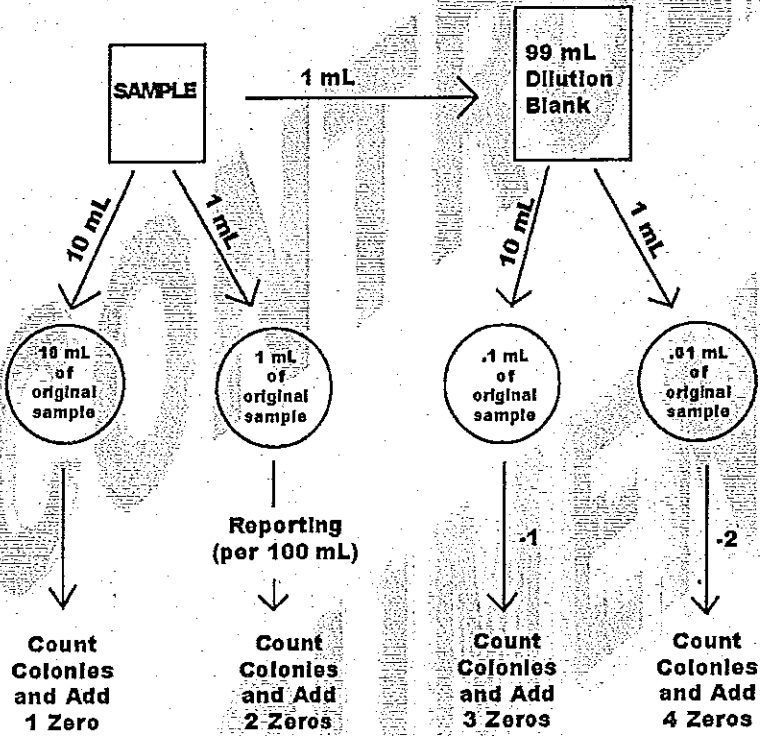 SAMPLE
1 mL
99 mL
Dilution
Blank
10 mL
1 mL
10 mL
1 mL
10 mL
of
original
sample
1 mL
of
original
sample
.1 mL
of
original
sample
.01 mL
of
original
sample
Reporting
(per 100 mL)
-1
-2
Count
Colonies
and Add
1 Zero
Count
Colonies
and Add
2 Zeros
Count
Colonies
and Add
3 Zeros
Count
Colonies
and Add
4 Zeros